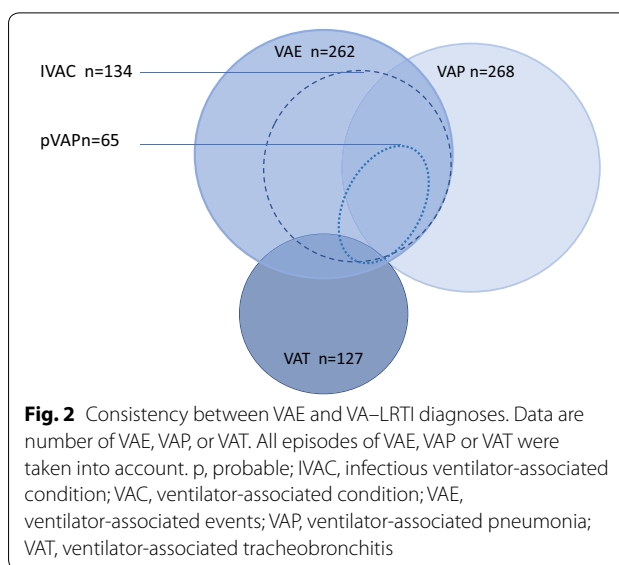 VAE n=262
IVAC n=134
VAP n=268
pVAPn=65
VAT n=127
Fig. 2 Consistency between VAE and VA–LRTI diagnoses. Data are
number of VAE, VAP, or VAT. All episodes of VAE, VAP or VAT were
taken into account. p, probable; IVAC, infectious ventilator-associated
condition; VAC, ventilator-associated condition; VAE,
ventilator-associated events; VAP, ventilator-associated pneumonia;
VAT, ventilator-associated tracheobronchitis